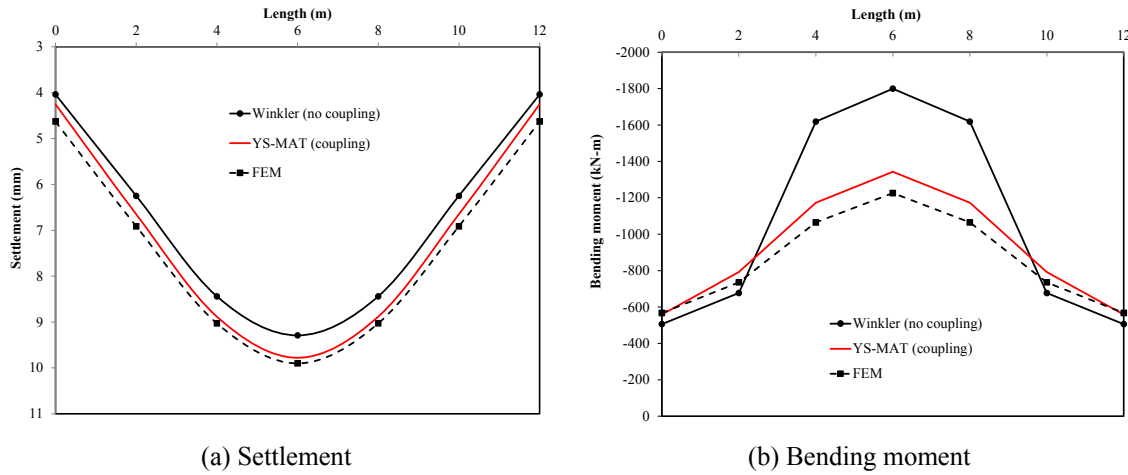 Length (m)
0 2 4 6 8 10 12
3
4
5
6
7
8
9
10
11
Settlement (mm)
Winkler (no coupling)
YS-MAT (coupling)
FEM
(a) Settlement
Length (m)
0 2 4 6 8 10 12
-2000
-1800
-1600
-1400
-1200
-1000
-800
-600
-400
-200
0
Bending moment (kN-m)
Winkler (no coupling)
YS-MAT (coupling)
FEM
(b) Bending moment